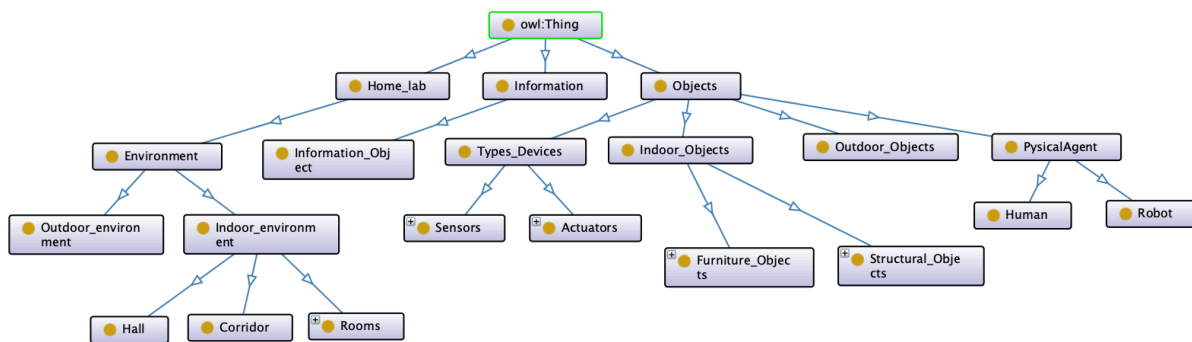 owl:Thing
Home_lab
Information
Objects
Environment
Information_Obj
ect
Types_Devices
Indoor_Objects
Outdoor_Objects
PysicalAgent
Outdoor_environ
ment
Indoor_environm
ent
Sensors
Actuators
Furniture_Objec
ts
Structural_Obje
cts
Human
Robot
Hall
Corridor
Rooms